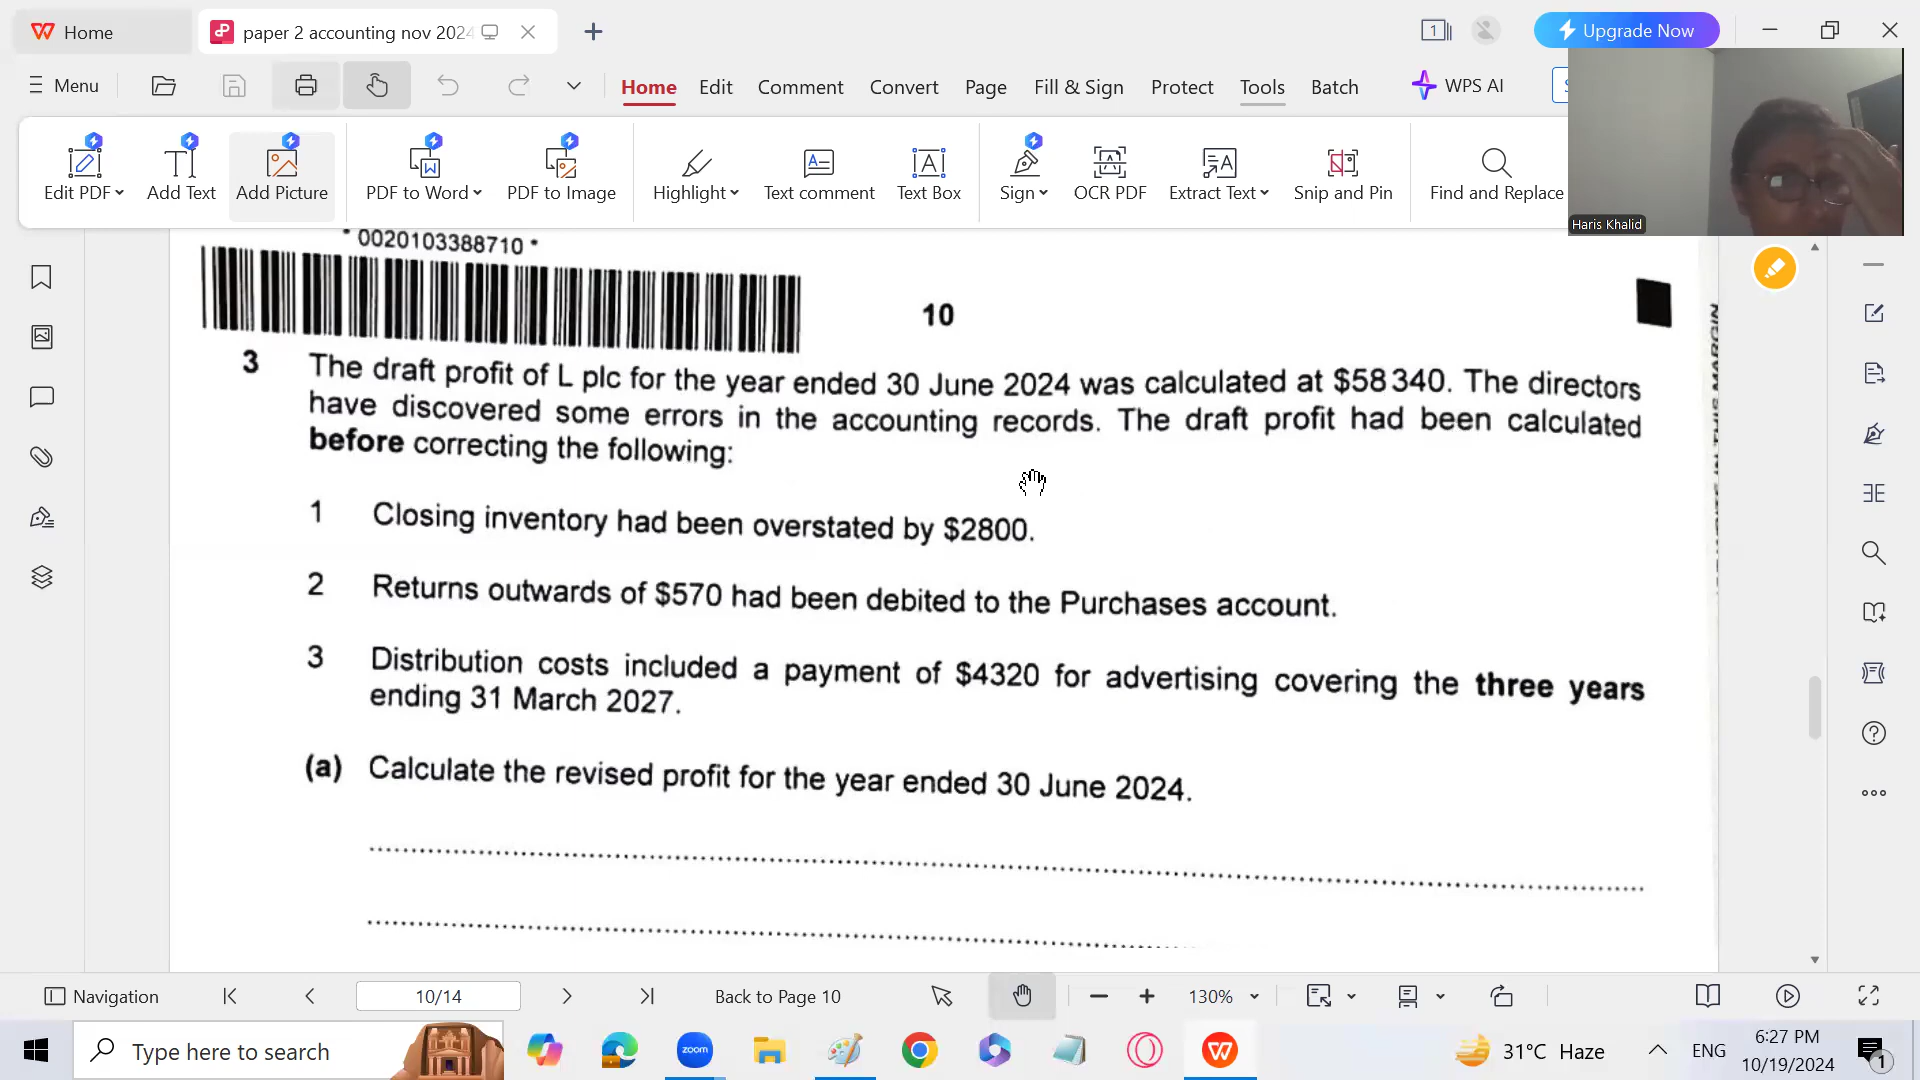 Home
paper 2 accounting nov 2024
1
Upgrade Now
Menu
Home Edit Comment Convert Page Fill & Sign Protect Tools Batch WPS AI
Edit PDF Add Text Add Picture PDF to Word PDF to Image Highlight Text comment Text Box Sign OCR PDF Extract Text Snip and Pin Find and Replace
Haris Khalid
* 0020103388710 *
10
3 The draft profit of L plc for the year ended 30 June 2024 was calculated at $58 340. The directors
have discovered some errors in the accounting records. The draft profit had been calculated
before correcting the following:
1 Closing inventory had been overstated by $2800.
2 Returns outwards of $570 had been debited to the Purchases account.
3 Distribution costs included a payment of $4320 for advertising covering the three years
ending 31 March 2027.
(a) Calculate the revised profit for the year ended 30 June 2024.
IN THIS MARGIN
Navigation
10/14
Back to Page 10
130%
Type here to search
zoom
31°C Haze
ENG
6:27 PM
10/19/2024
1